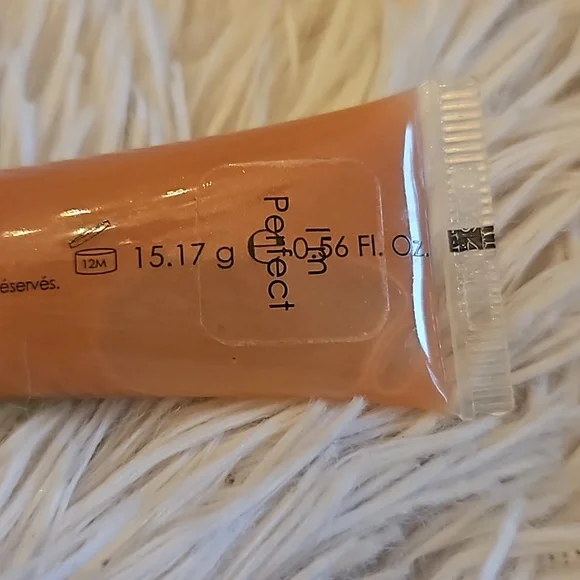 12M
15.17 g ℮ 0.56 Fl. Oz.
éservés.
I'm
Perfect